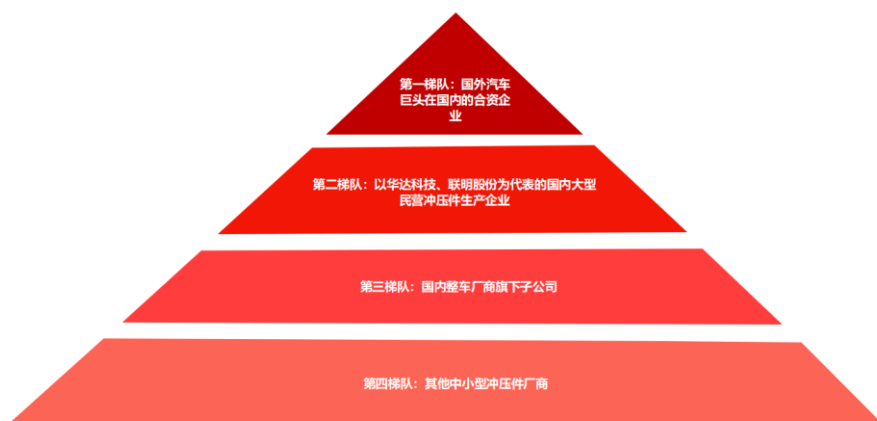 第一梯队：国外汽车
巨头在国内的合资企
业
第二梯队：以华达科技、联明股份为代表的国内大型
民营冲压件生产企业
第三梯队：国内整车厂商旗下子公司
第四梯队：其他中小型冲压件厂商